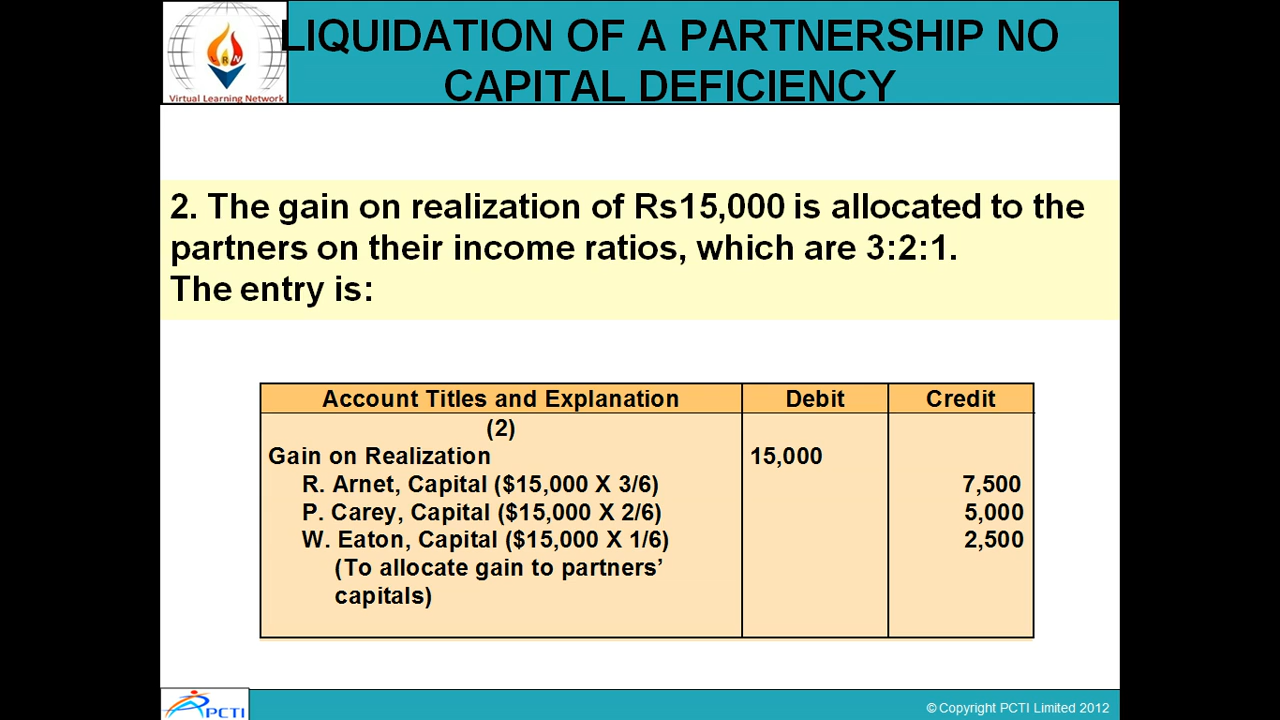 LIQUIDATION OF A PARTNERSHIP NO
CAPITAL DEFICIENCY
LRN
Virtual Learning Network
2. The gain on realization of Rs15,000 is allocated to the
partners on their income ratios, which are 3:2:1.
The entry is:
Account Titles and Explanation Debit Credit
(2)
Gain on Realization 15,000
R. Arnet, Capital ($15,000 X 3/6) 7,500
P. Carey, Capital ($15,000 X 2/6) 5,000
W. Eaton, Capital ($15,000 X 1/6) 2,500
(To allocate gain to partners’
capitals)
PCTI
© Copyright PCTI Limited 2012